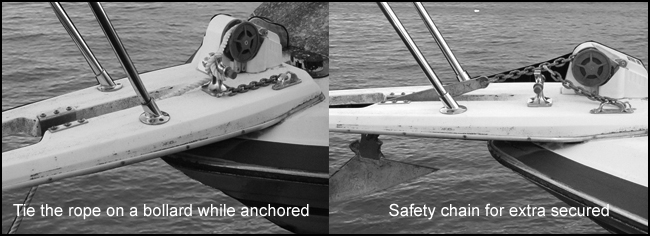 Tie the rope on a bollard while anchored
Safety chain for extra secured